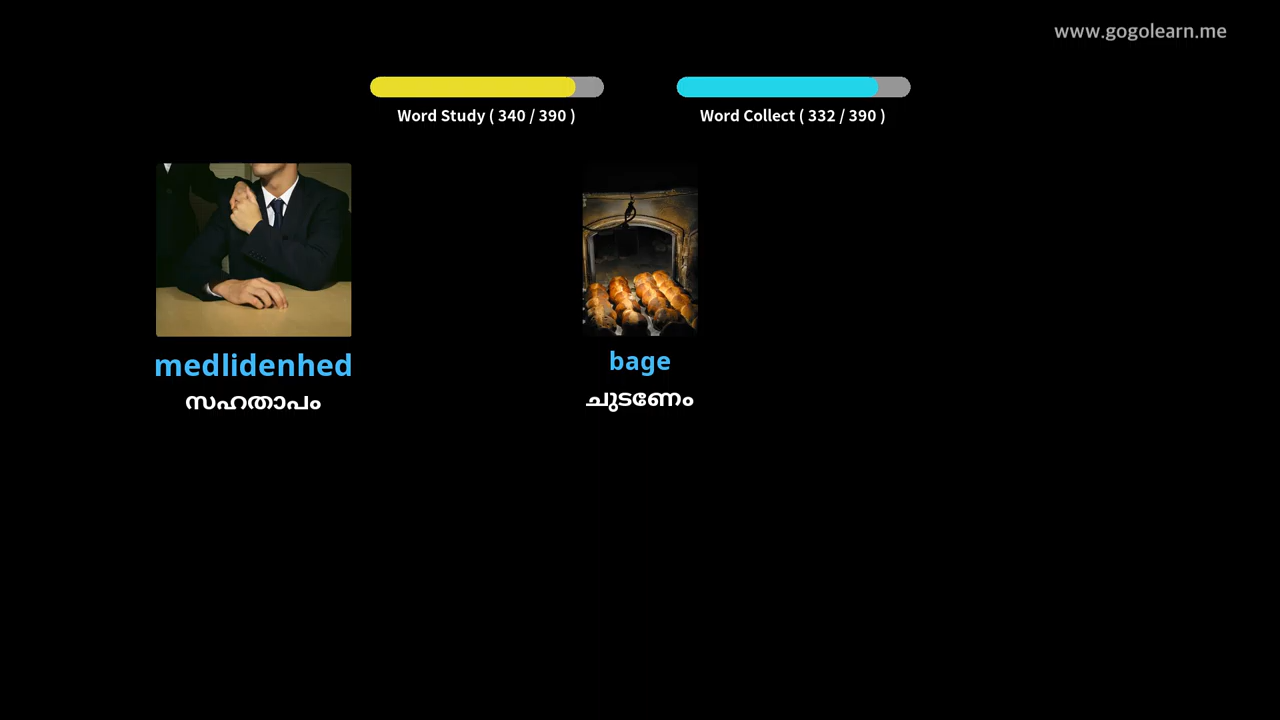 www.gogolearn.me
Word Study ( 340 / 390 )
Word Collect ( 332 / 390 )
medlidenhed
സഹതാപം
bage
ചുടണേം